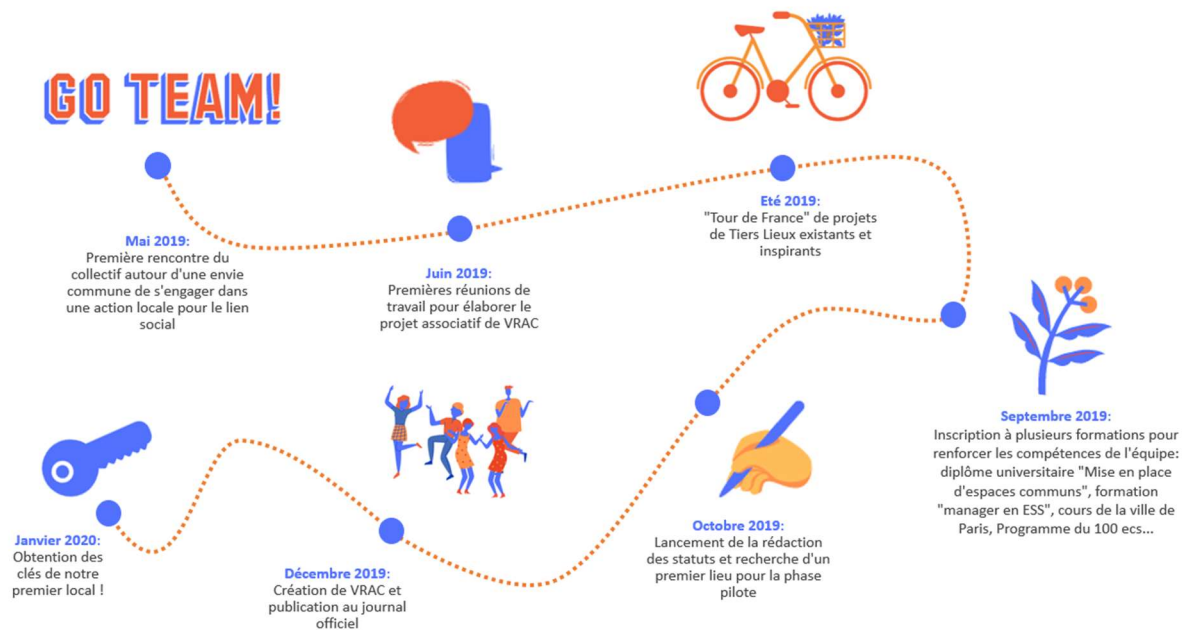 GO TEAM!
Mai 2019:
Première rencontre du
collectif autour d'une envie
commune de s'engager dans
une action locale pour le lien
social
Juin 2019:
Premières réunions de
travail pour élaborer le
projet associatif de VRAC
Eté 2019:
"Tour de France" de projets
de Tiers Lieux existants et
inspirants
Septembre 2019:
Inscription à plusieurs formations pour
renforcer les compétences de l'équipe:
diplôme universitaire "Mise en place
d'espaces communs", formation
"manager en ESS", cours de la ville de
Paris, Programme du 100 ecs...
Octobre 2019:
Lancement de la rédaction
des statuts et recherche d'un
premier lieu pour la phase
pilote
Décembre 2019:
Création de VRAC et
publication au journal
officiel
Janvier 2020:
Obtention des
clés de notre
premier local !